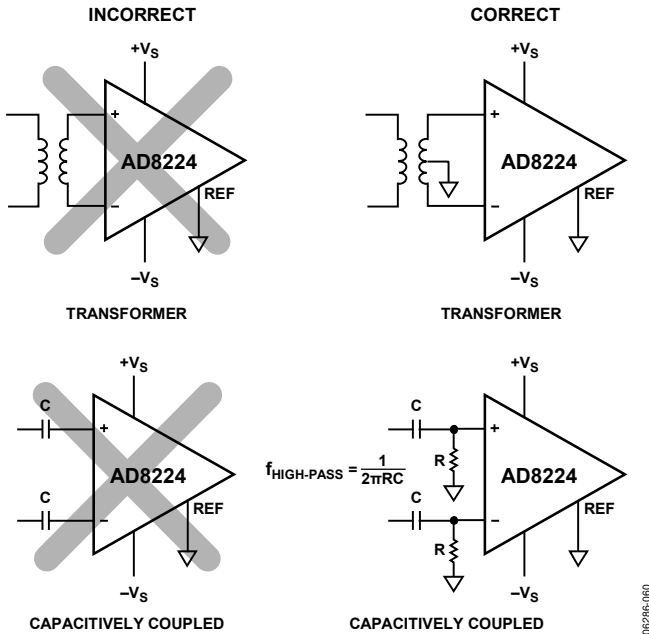 INCORRECT
CORRECT
+VS
+
AD8224
–
REF
–VS
TRANSFORMER
+VS
+
AD8224
–
REF
–VS
TRANSFORMER
+VS
C
+
AD8224
C
–
REF
–VS
CAPACITIVELY COUPLED
fHIGH-PASS = 1/2πRC
+VS
C
+
R
AD8224
C
–
REF
R
–VS
CAPACITIVELY COUPLED
06286-060